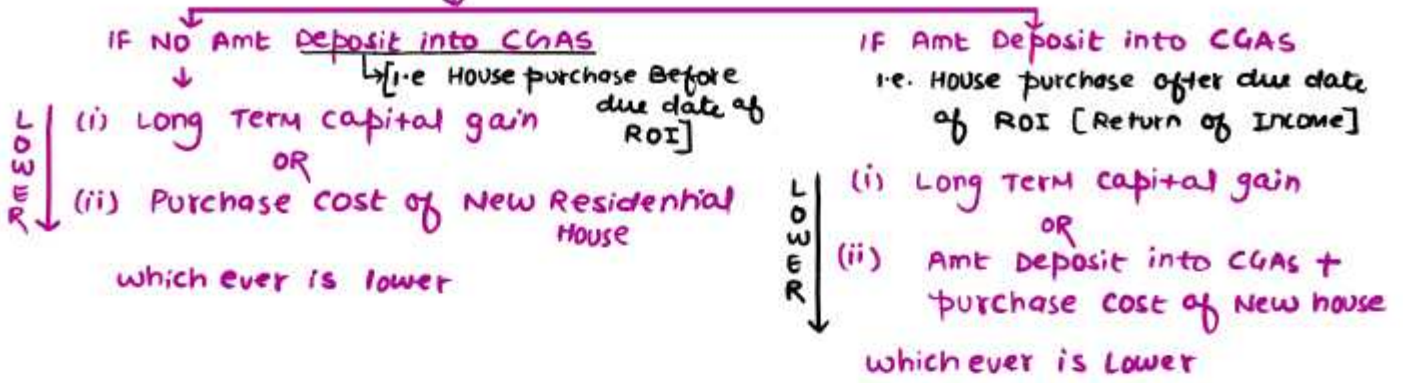 IF NO Amt Deposit into CGAS
[i.e House purchase Before
due date of
ROI]
LOWER
(i) Long Term capital gain
OR
(ii) Purchase cost of New Residential
House
which ever is lower
IF Amt Deposit into CGAS
i.e. House purchase after due date
of ROI [Return of Income]
LOWER
(i) Long Term capital gain
OR
(ii) Amt Deposit into CGAs +
purchase cost of New house
which ever is Lower